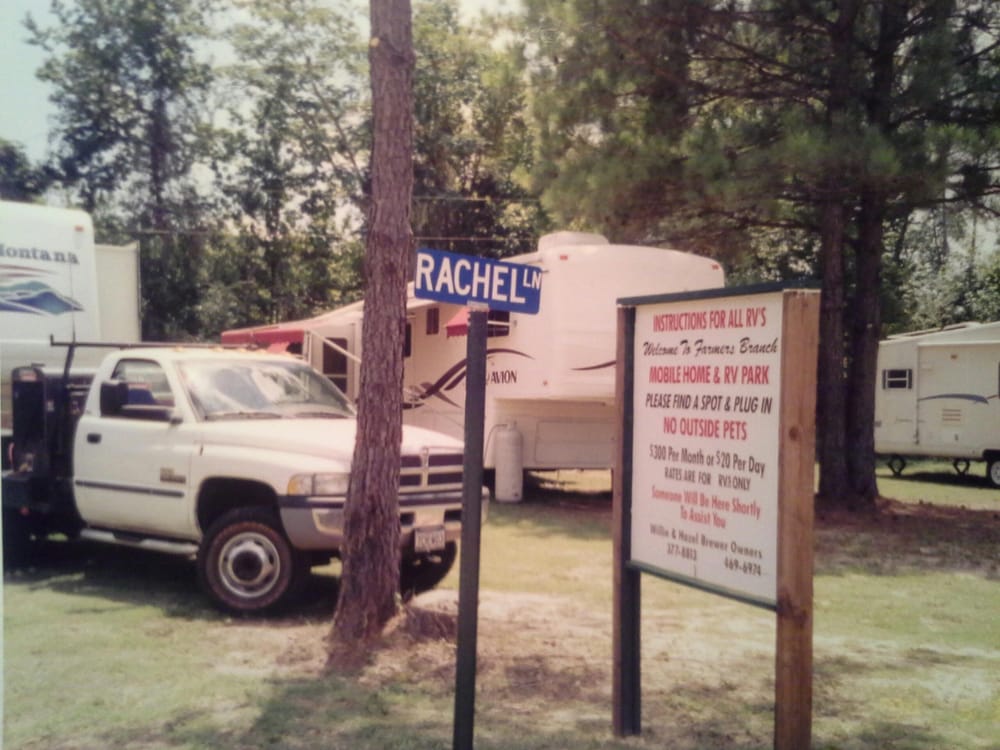 Montana
RACHEL LN
AVION
INSTRUCTIONS FOR ALL RV'S
Welcome To Farmers Branch
MOBILE HOME & RV PARK
PLEASE FIND A SPOT & PLUG IN
NO OUTSIDE PETS
$300 Per Month or $20 Per Day
RATES ARE FOR RV'S ONLY
Someone Will Be Here Shortly
To Assist You
Willie & Hazel Brewer Owners
377-8813 469-6974